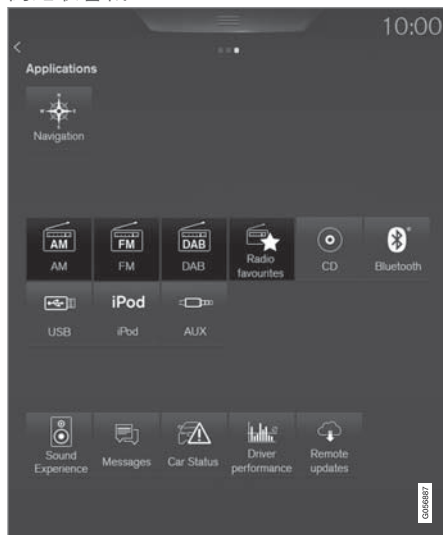 10:00
Applications
Navigation
AM FM DAB
AM FM DAB Radio favourites CD Bluetooth
iPod
USB iPod AUX
Sound Experience Messages Car Status Driver performance Remote updates
G056887